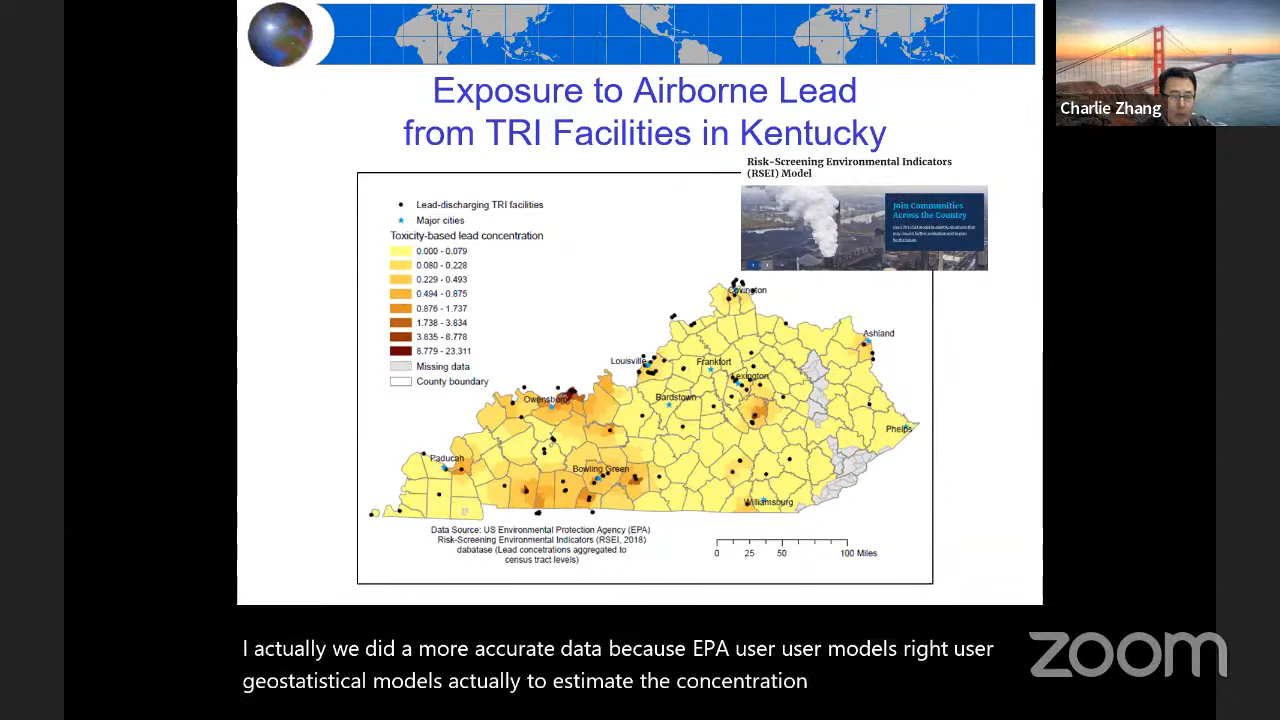 Exposure to Airborne Lead
from TRI Facilities in Kentucky
Charlie Zhang
Risk-Screening Environmental Indicators
(RSEI) Model
Join Communities
Across the Country
Lead-discharging TRI facilities
Major cities
Toxicity-based lead concentration
0.000 - 0.079
0.080 - 0.228
0.229 - 0.493
0.494 - 0.875
0.876 - 1.737
1.738 - 3.834
3.835 - 8.778
8.779 - 23.311
Missing data
County boundary
Covington
Ashland
Louisville
Frankfort
Lexington
Owensboro
Bardstown
Phelps
Paducah
Bowling Green
Williamsburg
Data Source: US Environmental Protection Agency (EPA)
Risk-Screening Environmental Indicators (RSEI, 2018)
dabatase (Lead concetrations aggregated to
census tract levels)
0 25 50 100 Miles
I actually we did a more accurate data because EPA user user models right user
geostatistical models actually to estimate the concentration
zoom